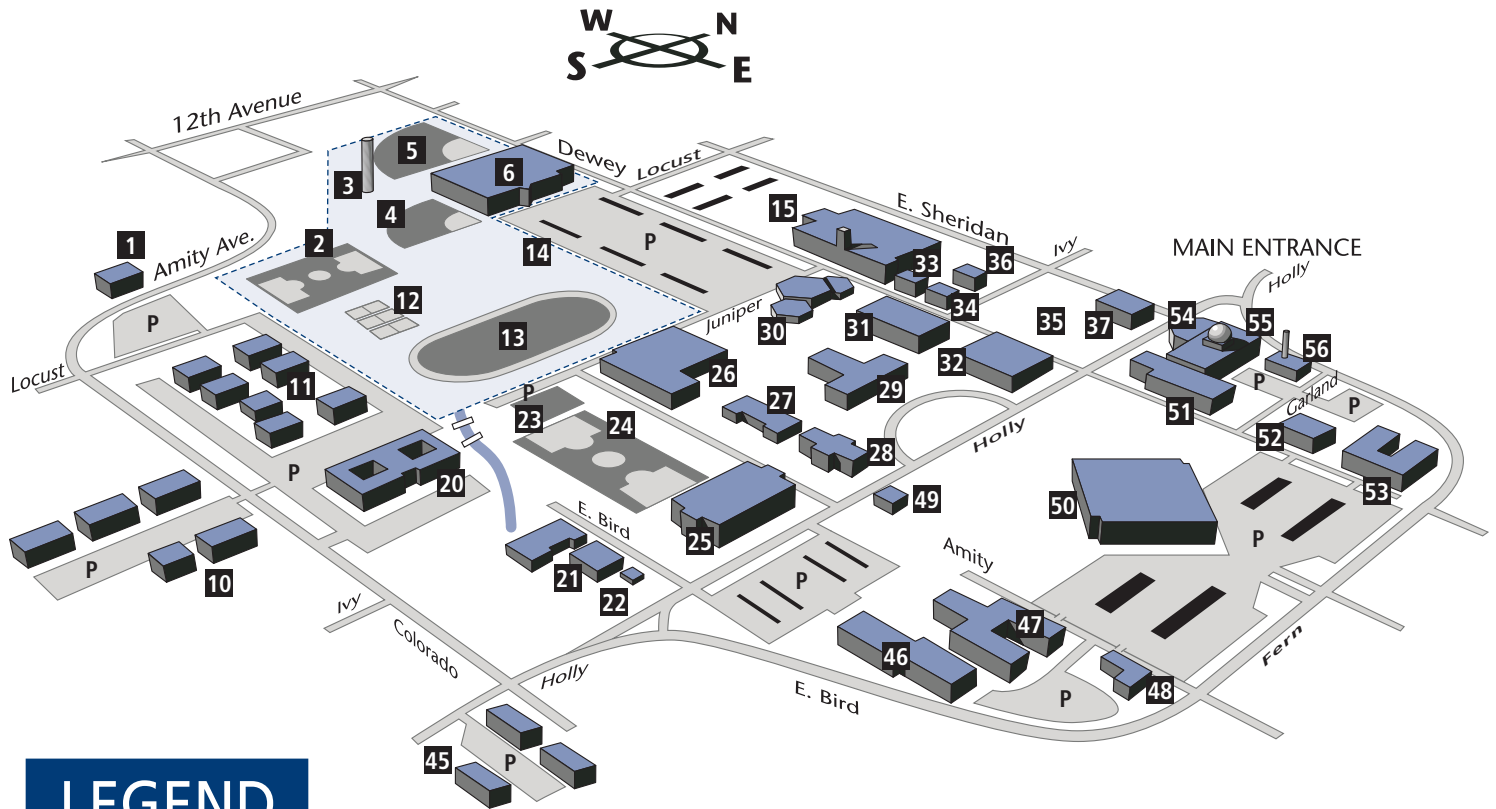 W N
S E
12th Avenue
5
Dewey
Locust
3
6
E. Sheridan
15
4
1
2
Amity Ave.
P
14
Ivy
MAIN ENTRANCE
33
36
Holly
12
34
P
Juniper
30
31
35
37
54
55
13
56
Locust
11
26
32
P
P
29
51
Garland
P
23
24
27
Holly
52
28
P
20
53
49
50
E. Bird
25
P
P
10
21
22
Amity
P
Ivy
Colorado
47
Fern
46
Holly
E. Bird
P
48
45
P
LEGEND